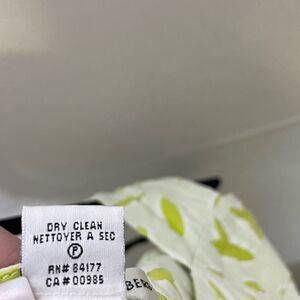 DRY CLEAN
NETTOYER A SEC
P
RN# 84177
CA# 00985